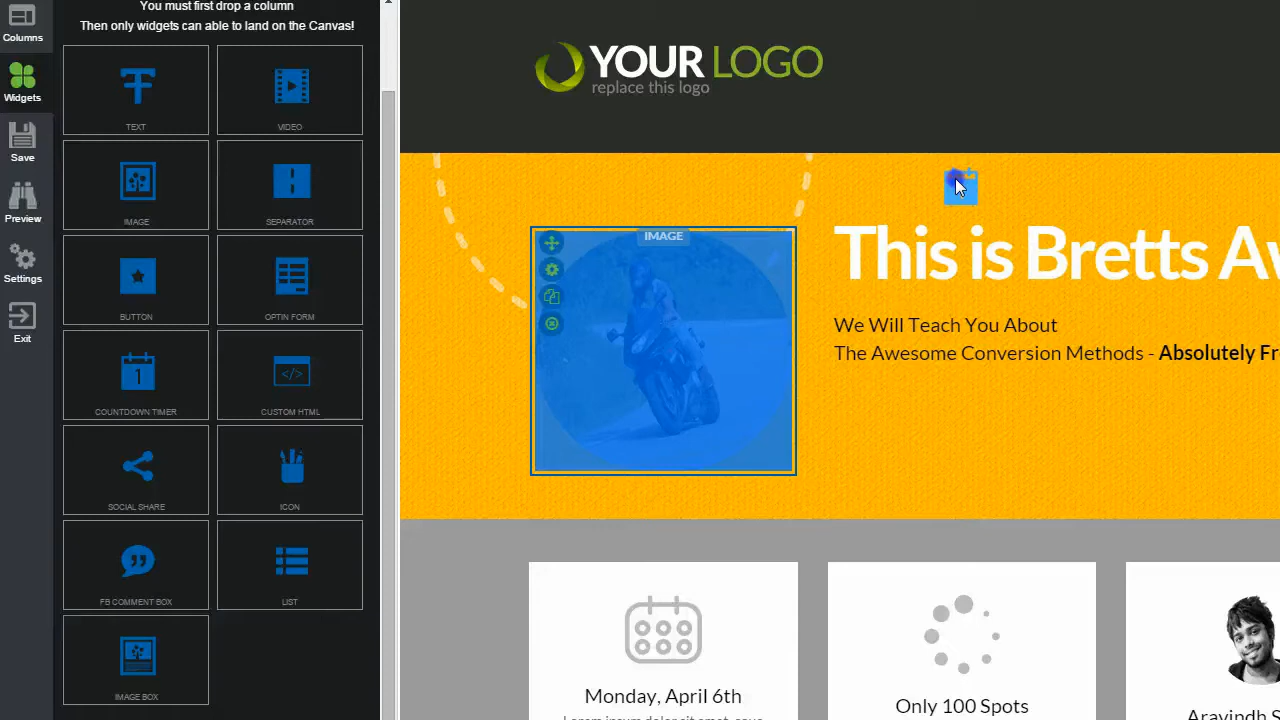 You must first drop a column
Then only widgets can able to land on the Canvas!
Columns
Widgets
Save
Preview
Settings
Exit
TEXT
VIDEO
IMAGE
SEPARATOR
BUTTON
OPTIN FORM
1
COUNTDOWN TIMER
CUSTOM HTML
SOCIAL SHARE
ICON
FB COMMENT BOX
LIST
IMAGE BOX
YOUR LOGO
replace this logo
IMAGE
This is Bretts Aw
We Will Teach You About
The Awesome Conversion Methods - Absolutely Fr
Monday, April 6th
Only 100 Spots
Aravindh S